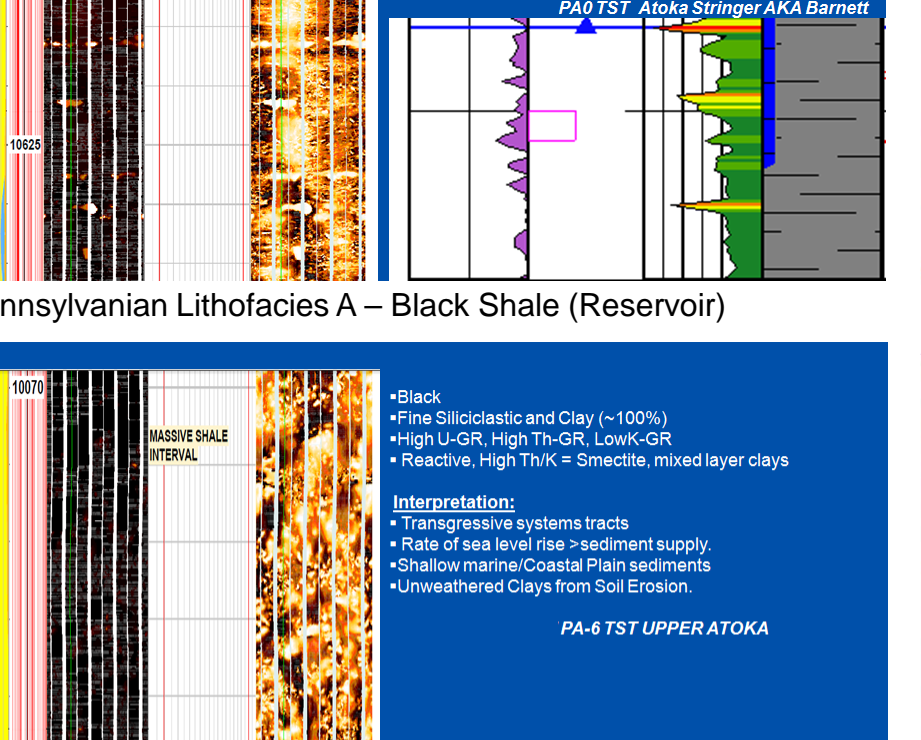 PA0 TST Atoka Stringer AKA Barnett
10625
nnsylvanian Lithofacies A – Black Shale (Reservoir)
10070
MASSIVE SHALE
INTERVAL
▪Black
▪Fine Siliciclastic and Clay (~100%)
▪High U-GR, High Th-GR, LowK-GR
▪ Reactive, High Th/K = Smectite, mixed layer clays
Interpretation:
▪ Transgressive systems tracts
▪ Rate of sea level rise >sediment supply.
▪Shallow marine/Coastal Plain sediments
▪Unweathered Clays from Soil Erosion.
PA-6 TST UPPER ATOKA